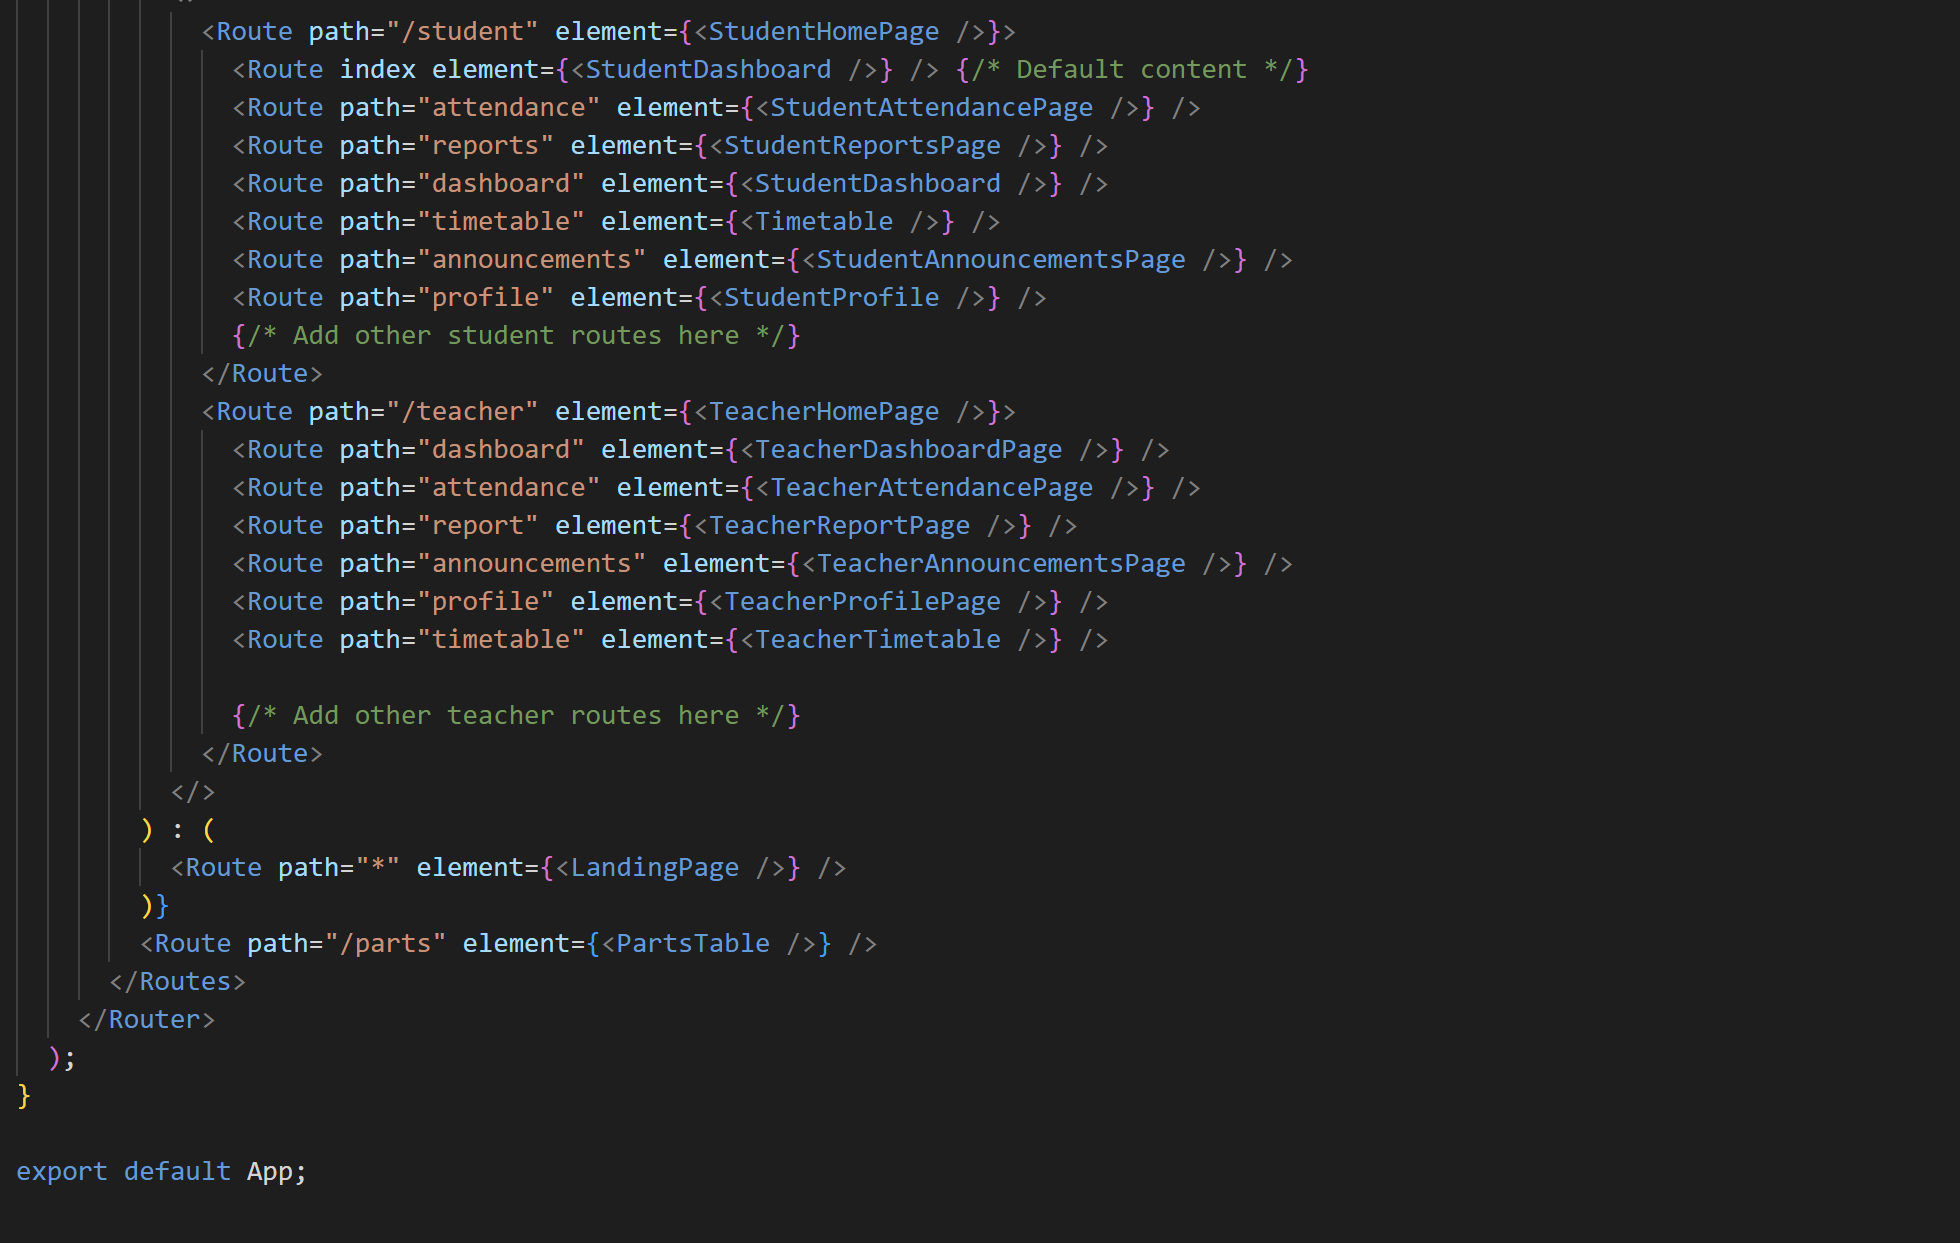 <Route path="/student" element={<StudentHomePage />}>
<Route index element={<StudentDashboard />} /> {/* Default content */}
<Route path="attendance" element={<StudentAttendancePage />} />
<Route path="reports" element={<StudentReportsPage />} />
<Route path="dashboard" element={<StudentDashboard />} />
<Route path="timetable" element={<Timetable />} />
<Route path="announcements" element={<StudentAnnouncementsPage />} />
<Route path="profile" element={<StudentProfile />} />
{/* Add other student routes here */}
</Route>
<Route path="/teacher" element={<TeacherHomePage />}>
<Route path="dashboard" element={<TeacherDashboardPage />} />
<Route path="attendance" element={<TeacherAttendancePage />} />
<Route path="report" element={<TeacherReportPage />} />
<Route path="announcements" element={<TeacherAnnouncementsPage />} />
<Route path="profile" element={<TeacherProfilePage />} />
<Route path="timetable" element={<TeacherTimetable />} />
{/* Add other teacher routes here */}
</Route>
</>
) : (
<Route path="*" element={<LandingPage />} />
)}
<Route path="/parts" element={<PartsTable />} />
</Routes>
</Router>
);
}
export default App;